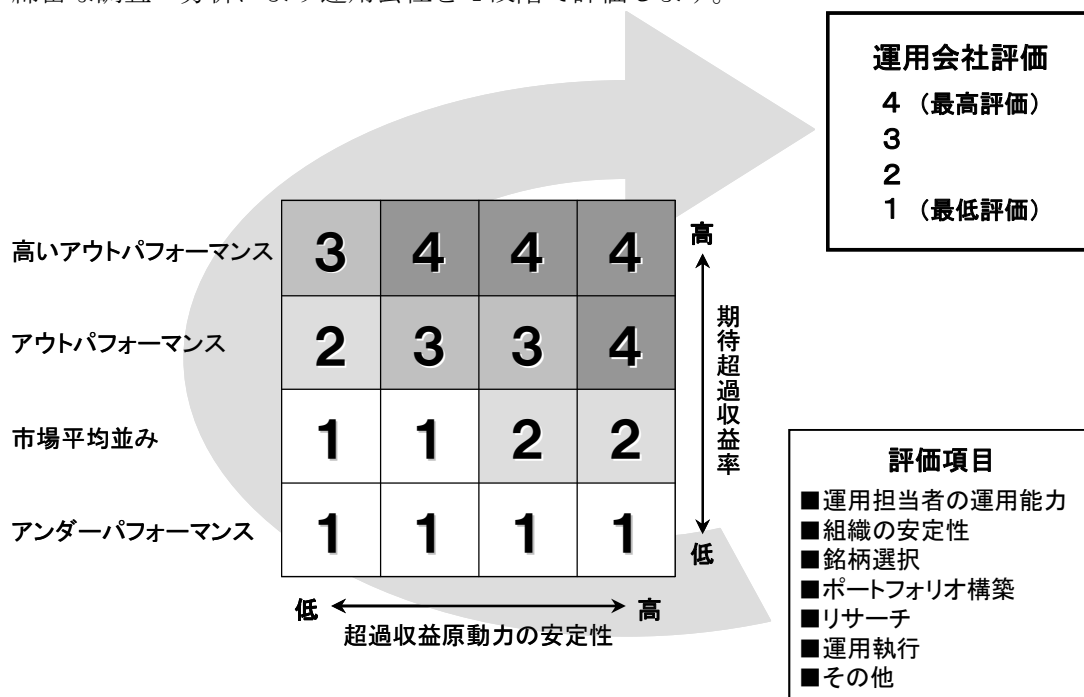 運用会社評価
4 (最高評価)
3
2
1 (最低評価)
高いアウトパフォーマンス 3 4 4 4
アウトパフォーマンス 2 3 3 4
市場平均並み 1 1 2 2
アンダーパフォーマンス 1 1 1 1
高
期待超過収益率
低
低 高
超過収益原動力の安定性
評価項目
■運用担当者の運用能力
■組織の安定性
■銘柄選択
■ポートフォリオ構築
■リサーチ
■運用執行
■その他